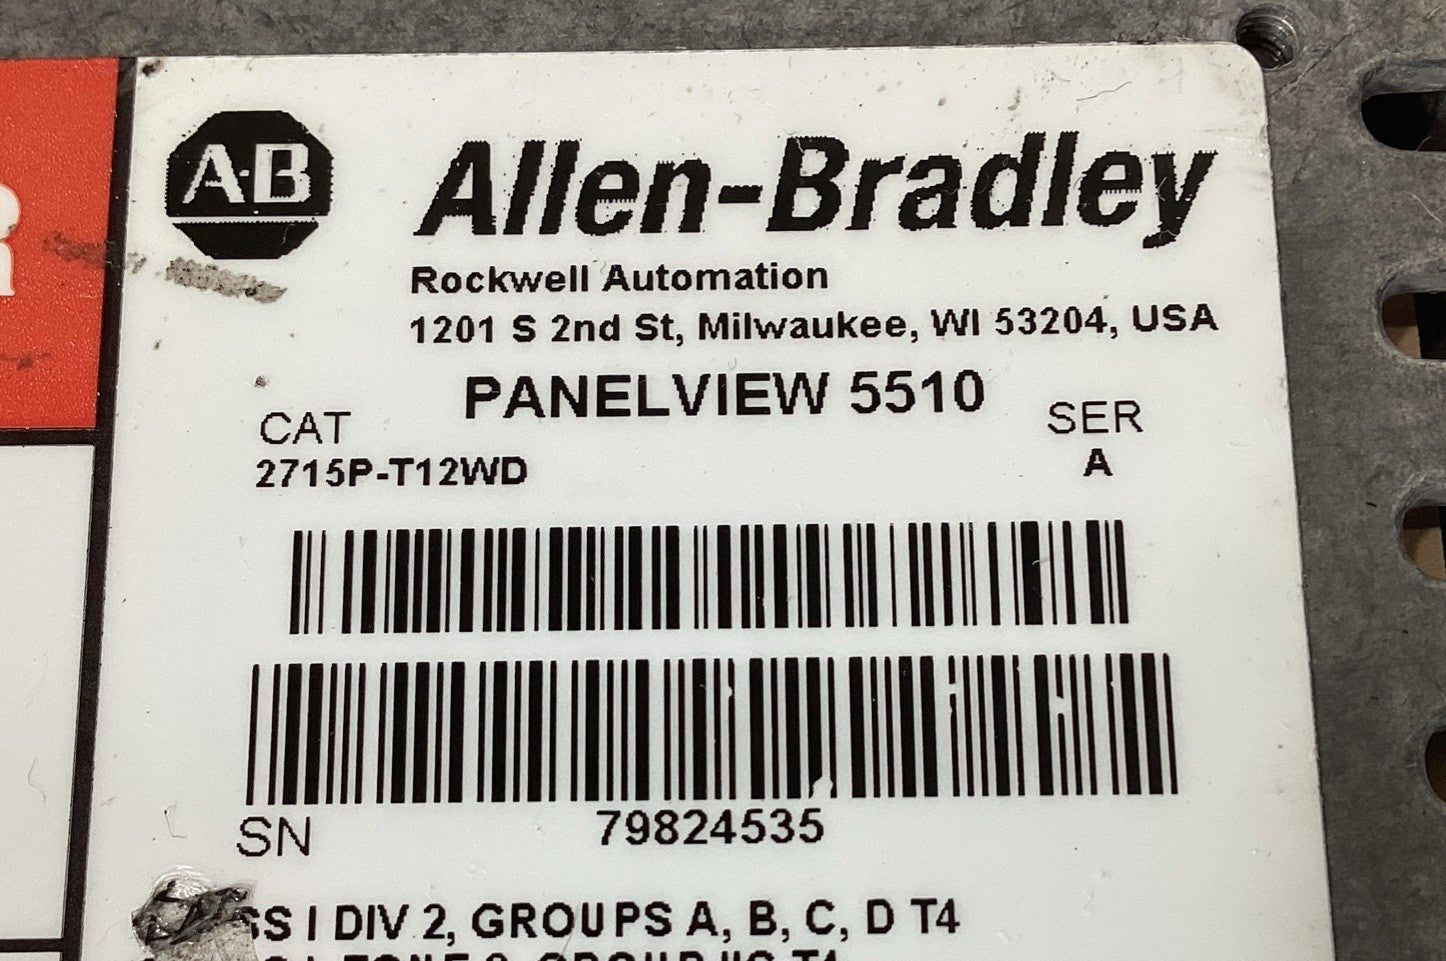 R
A·B
Allen-Bradley
Rockwell Automation
1201 S 2nd St, Milwaukee, WI 53204, USA
PANELVIEW 5510
CAT
SER
2715P-T12WD
A
SN
79824535
I DIV 2, GROUPS A, B, C, D T4